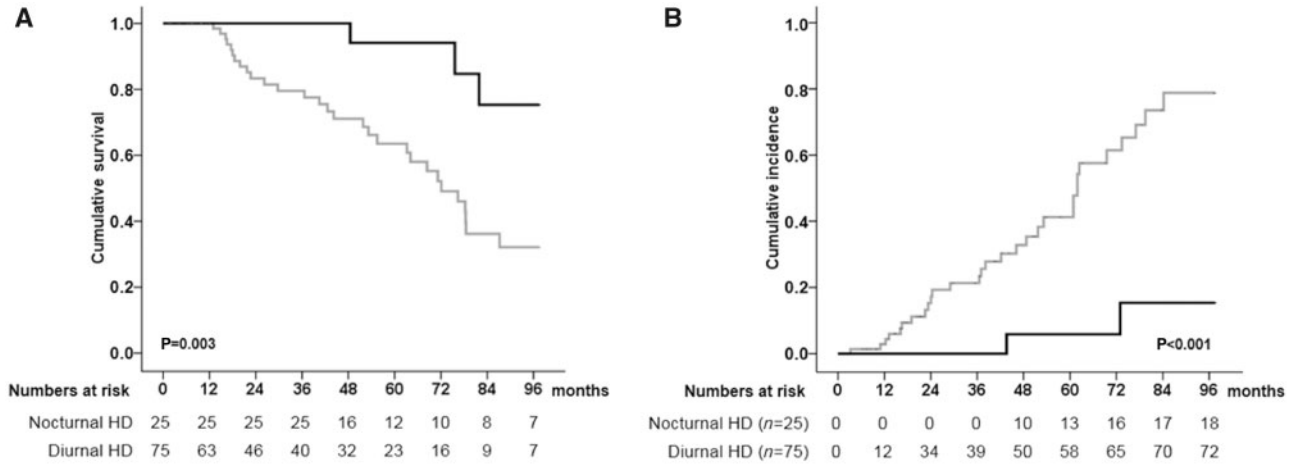 A
Cumulative survival
1.0
0.8
0.6
0.4
0.2
0.0
P=0.003
0 12 24 36 48 60 72 84 96 months
Numbers at risk
Nocturnal HD 25 25 25 25 16 12 10 8 7
Diurnal HD 75 63 46 40 32 23 16 9 7
B
Cumulative incidence
1.0
0.8
0.6
0.4
0.2
0.0
P<0.001
0 12 24 36 48 60 72 84 96 months
Numbers at risk
Nocturnal HD (n=25) 0 0 0 0 10 13 16 17 18
Diurnal HD (n=75) 0 12 34 39 50 58 65 70 72